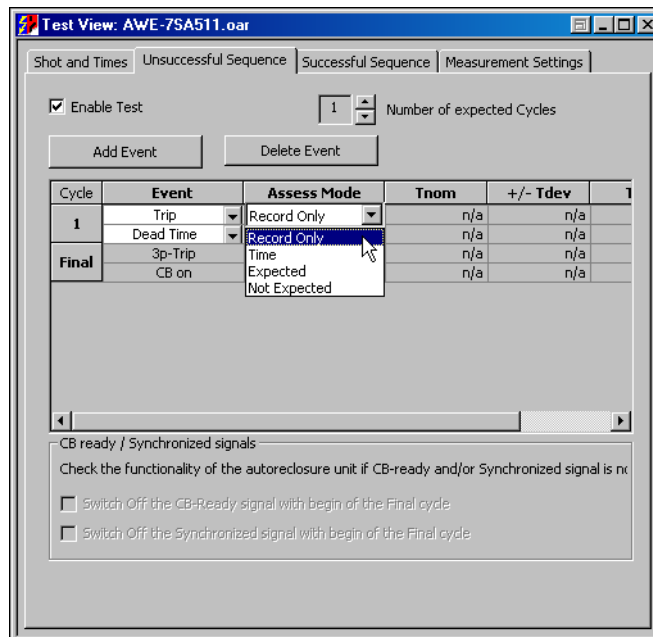 Test View: AWE-7SA511.oar
Shot and Times Unsuccessful Sequence Successful Sequence Measurement Settings
Enable Test 1 Number of expected Cycles
Add Event Delete Event
Cycle Event Assess Mode Tnom +/- Tdev T
1 Trip Record Only n/a n/a
Dead Time Record Only n/a n/a
Final 3p-Trip Time n/a n/a
CB on Expected n/a n/a
Not Expected
CB ready / Synchronized signals
Check the functionality of the autoreclosure unit if CB-ready and/or Synchronized signal is
Switch Off the CB-Ready signal with begin of the Final cycle
Switch Off the Synchronized signal with begin of the Final cycle